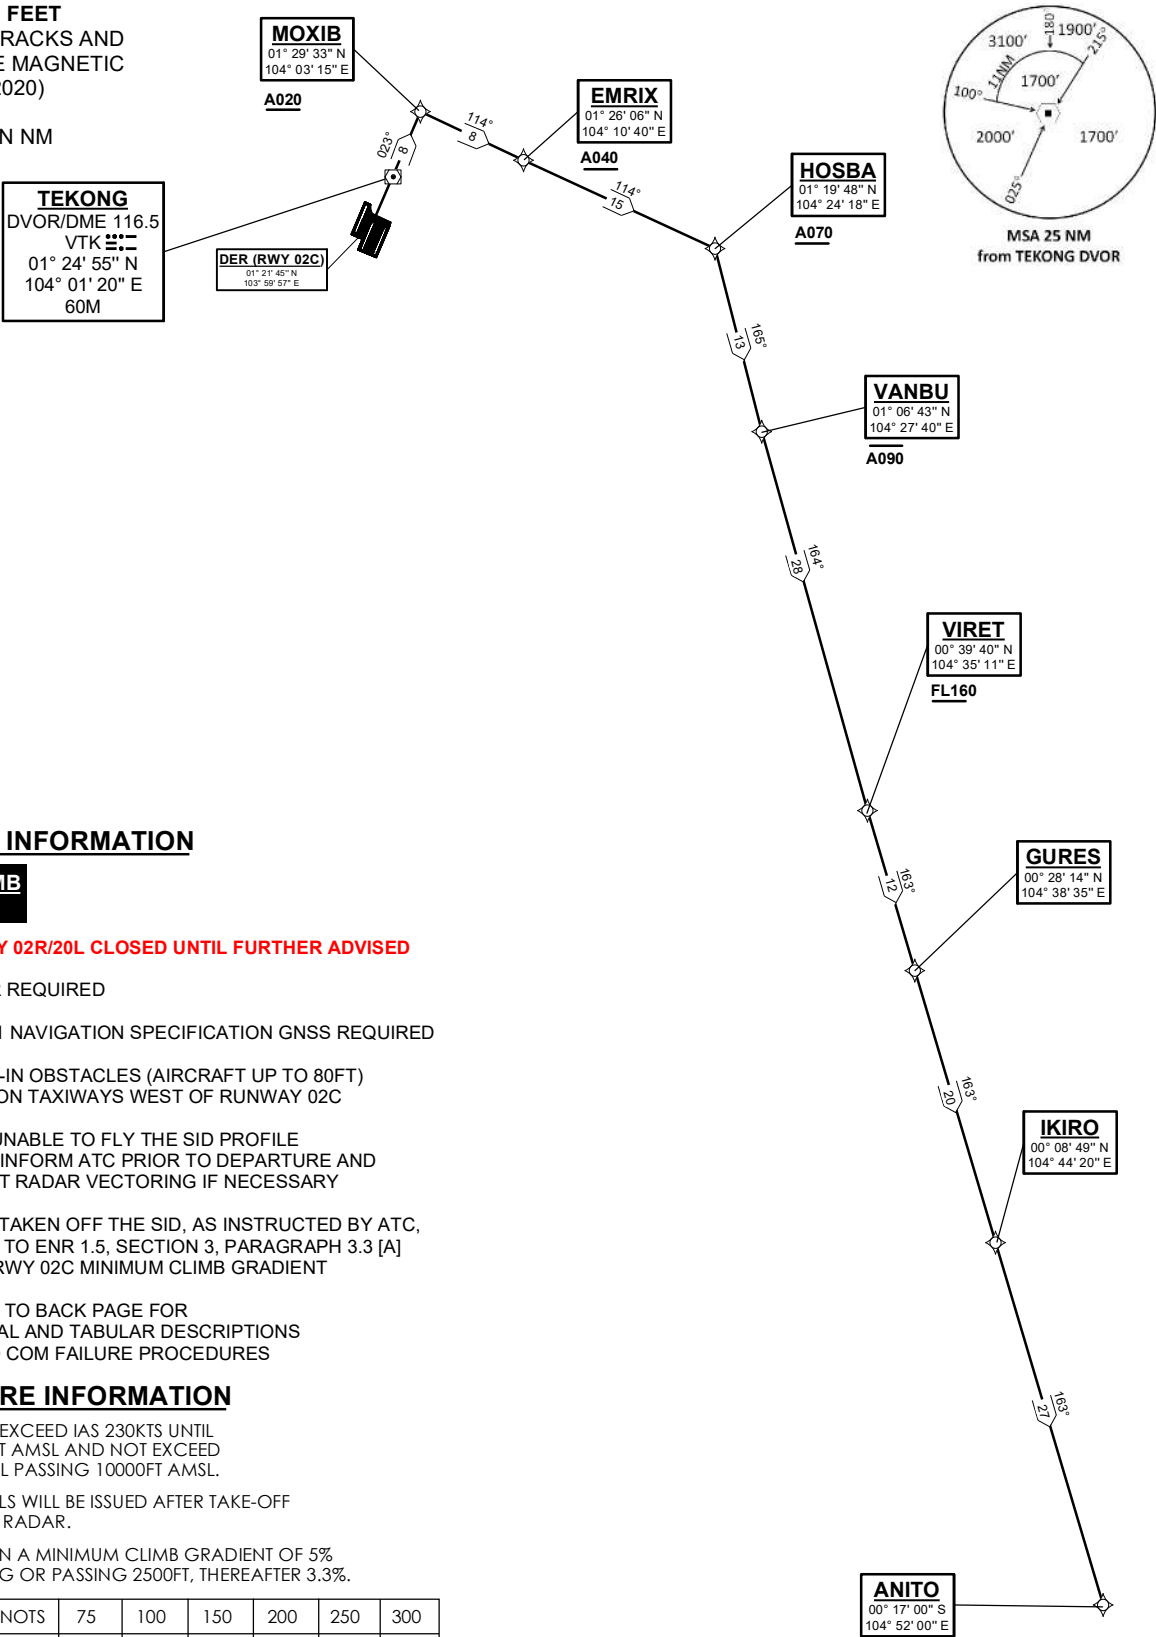 FEET
RACKS AND
E MAGNETIC
2020)
N NM
MOXIB
01° 29' 33" N
104° 03' 15" E
A020
EMRIX
01° 26' 06" N
104° 10' 40" E
A040
HOSBA
01° 19' 48" N
104° 24' 18" E
A070
3100'
180°
1900'
215°
11NM
1700'
100°
2000'
1700'
025°
MSA 25 NM
from TEKONG DVOR
TEKONG
DVOR/DME 116.5
VTK
01° 24' 55" N
104° 01' 20" E
60M
DER (RWY 02C)
01° 21' 45" N
103° 59' 57" E
023°
8
114°
8
114°
15
165°
13
VANBU
01° 06' 43" N
104° 27' 40" E
A090
164°
28
VIRET
00° 39' 40" N
104° 35' 11" E
FL160
163°
12
GURES
00° 28' 14" N
104° 38' 35" E
163°
20
IKIRO
00° 08' 49" N
104° 44' 20" E
163°
27
ANITO
00° 17' 00" S
104° 52' 00" E
INFORMATION
MB
Y 02R/20L CLOSED UNTIL FURTHER ADVISED
R REQUIRED
1 NAVIGATION SPECIFICATION GNSS REQUIRED
-IN OBSTACLES (AIRCRAFT UP TO 80FT)
ON TAXIWAYS WEST OF RUNWAY 02C
UNABLE TO FLY THE SID PROFILE
INFORM ATC PRIOR TO DEPARTURE AND
T RADAR VECTORING IF NECESSARY
TAKEN OFF THE SID, AS INSTRUCTED BY ATC,
TO ENR 1.5, SECTION 3, PARAGRAPH 3.3 [A]
RWY 02C MINIMUM CLIMB GRADIENT
TO BACK PAGE FOR
AL AND TABULAR DESCRIPTIONS
COM FAILURE PROCEDURES
RE INFORMATION
EXCEED IAS 230KTS UNTIL
T AMSL AND NOT EXCEED
L PASSING 10000FT AMSL.
LS WILL BE ISSUED AFTER TAKE-OFF
RADAR.
N A MINIMUM CLIMB GRADIENT OF 5%
G OR PASSING 2500FT, THEREAFTER 3.3%.
NOTS 75 100 150 200 250 300